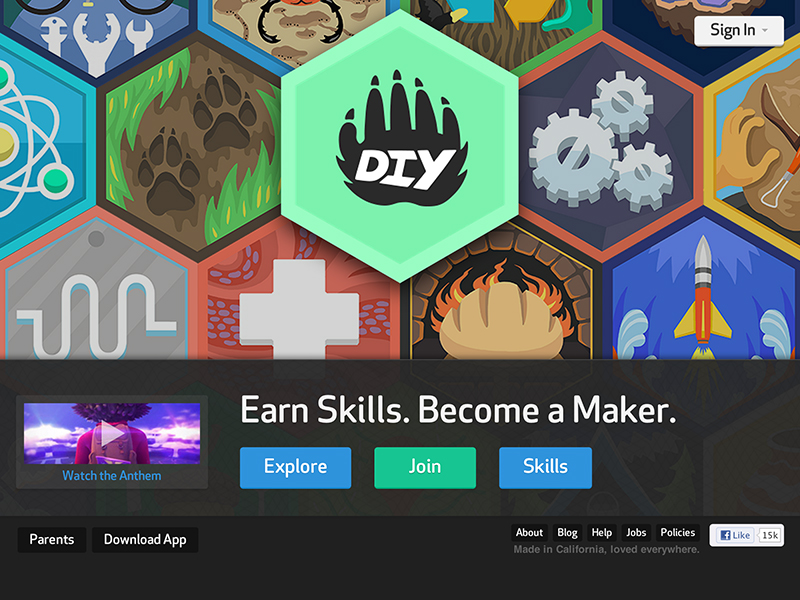 Sign In
DIY
Earn Skills. Become a Maker.
Watch the Anthem
Explore
Join
Skills
Parents
Download App
About
Blog
Help
Jobs
Policies
Like
15k
Made in California, loved everywhere.